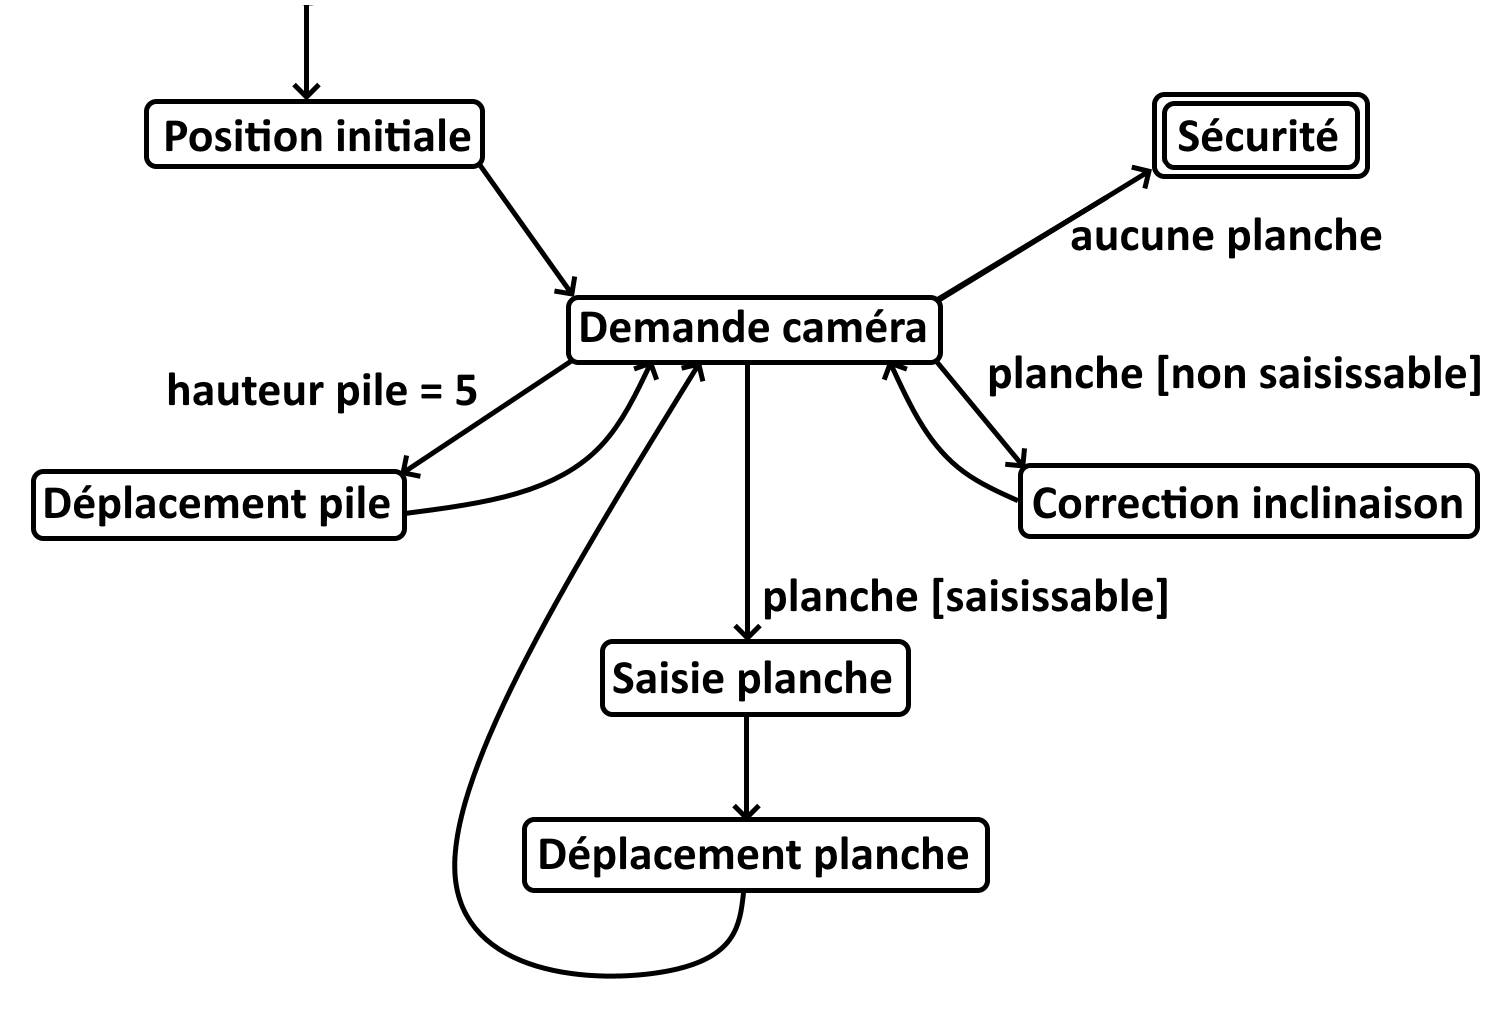 Position initiale
Sécurité
aucune planche
Demande caméra
hauteur pile = 5
planche [non saisissable]
Déplacement pile
Correction inclinaison
planche [saisissable]
Saisie planche
Déplacement planche